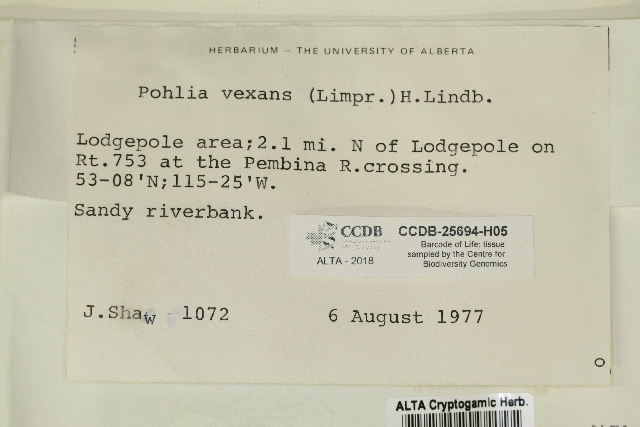 HERBARIUM – THE UNIVERSITY OF ALBERTA
Pohlia vexans (Limpr.)H.Lindb.
Lodgepole area;2.1 mi. N of Lodgepole on
Rt.753 at the Pembina R.crossing.
53-08'N;115-25'W.
Sandy riverbank.
CCDB CCDB-25694-H05
Barcode of Life: tissue
ALTA - 2018 sampled by the Centre for
Biodiversity Genomics
J.Shaw 1072 6 August 1977
ALTA Cryptogamic Herb.